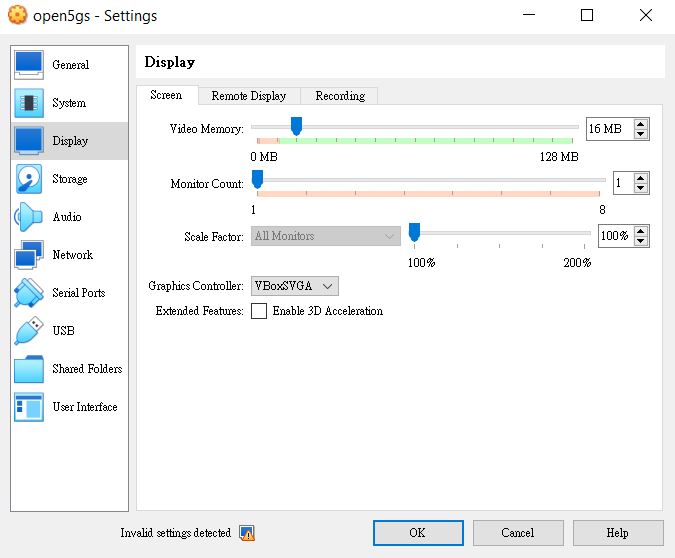 open5gs - Settings
General
System
Display
Storage
Audio
Network
Serial Ports
USB
Shared Folders
User Interface
Display
Screen
Remote Display
Recording
Video Memory:
16 MB
0 MB
128 MB
Monitor Count:
1
1
8
Scale Factor:
All Monitors
100%
100%
200%
Graphics Controller:
VBoxSVGA
Extended Features:
Enable 3D Acceleration
Invalid settings detected
OK
Cancel
Help